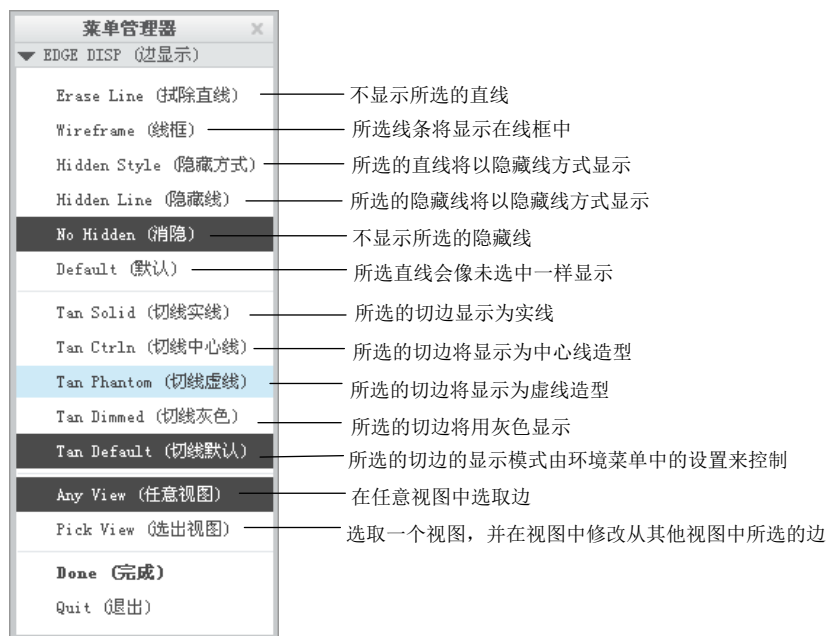 菜单管理器
EDGE DISP (边显示)
Erase Line (拭除直线) 不显示所选的直线
Wireframe (线框) 所选线条将显示在线框中
Hidden Style (隐藏方式) 所选的直线将以隐藏线方式显示
Hidden Line (隐藏线) 所选的隐藏线将以隐藏线方式显示
No Hidden (消隐) 不显示所选的隐藏线
Default (默认) 所选直线会像未选中一样显示
Tan Solid (切线实线) 所选的切边显示为实线
Tan Ctrln (切线中心线) 所选的切边将显示为中心线造型
Tan Phantom (切线虚线) 所选的切边将显示为虚线造型
Tan Dimmed (切线灰色) 所选的切边将用灰色显示
Tan Default (切线默认) 所选的切边的显示模式由环境菜单中的设置来控制
Any View (任意视图) 在任意视图中选取边
Pick View (选出视图) 选取一个视图，并在视图中修改从其他视图中所选的边
Done (完成)
Quit (退出)